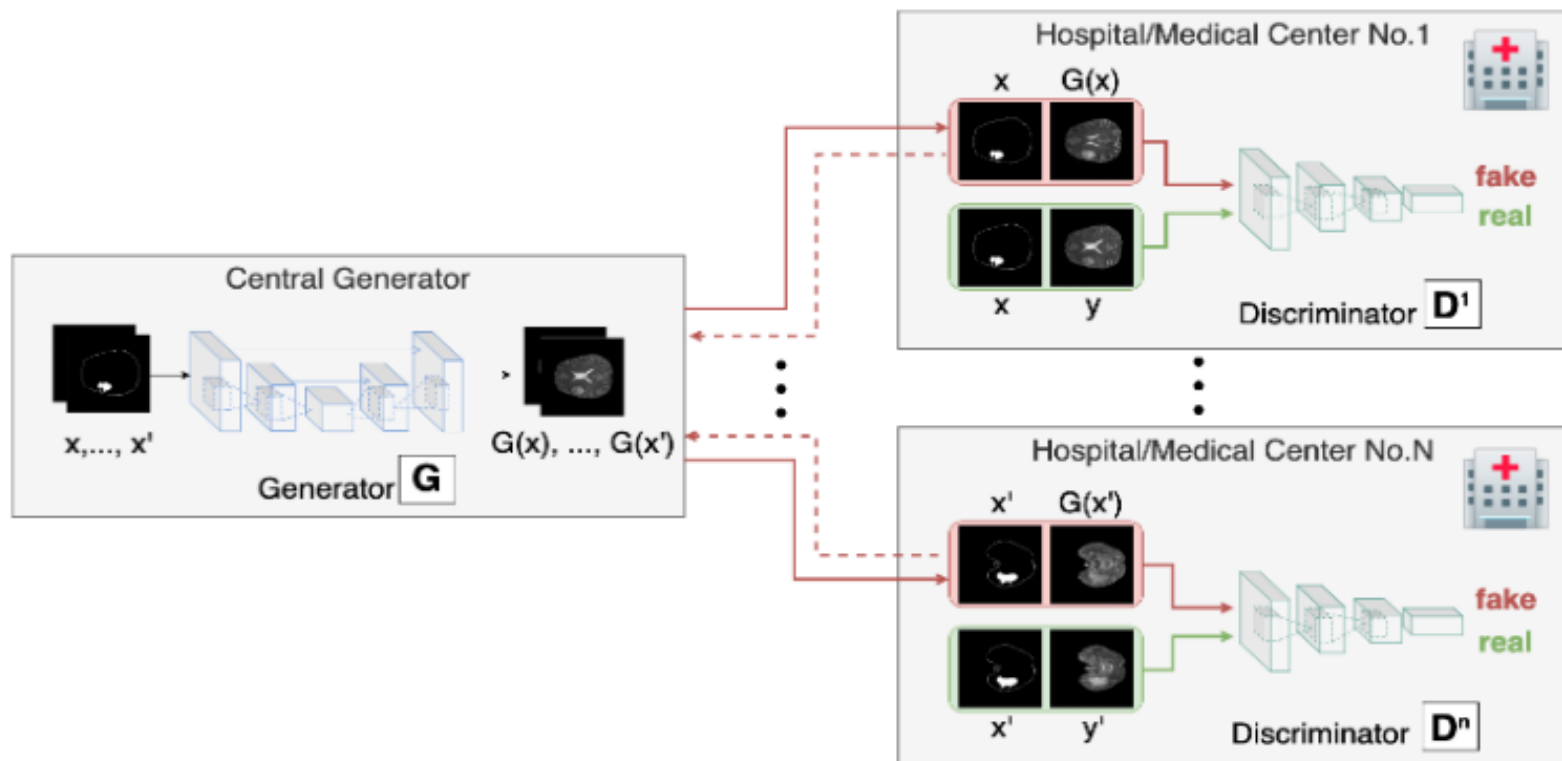 Central Generator
x,..., x'
G(x), ..., G(x')
Generator G
Hospital/Medical Center No.1
x G(x)
fake
real
x y
Discriminator D¹
Hospital/Medical Center No.N
x' G(x')
fake
real
x' y'
Discriminator Dⁿ